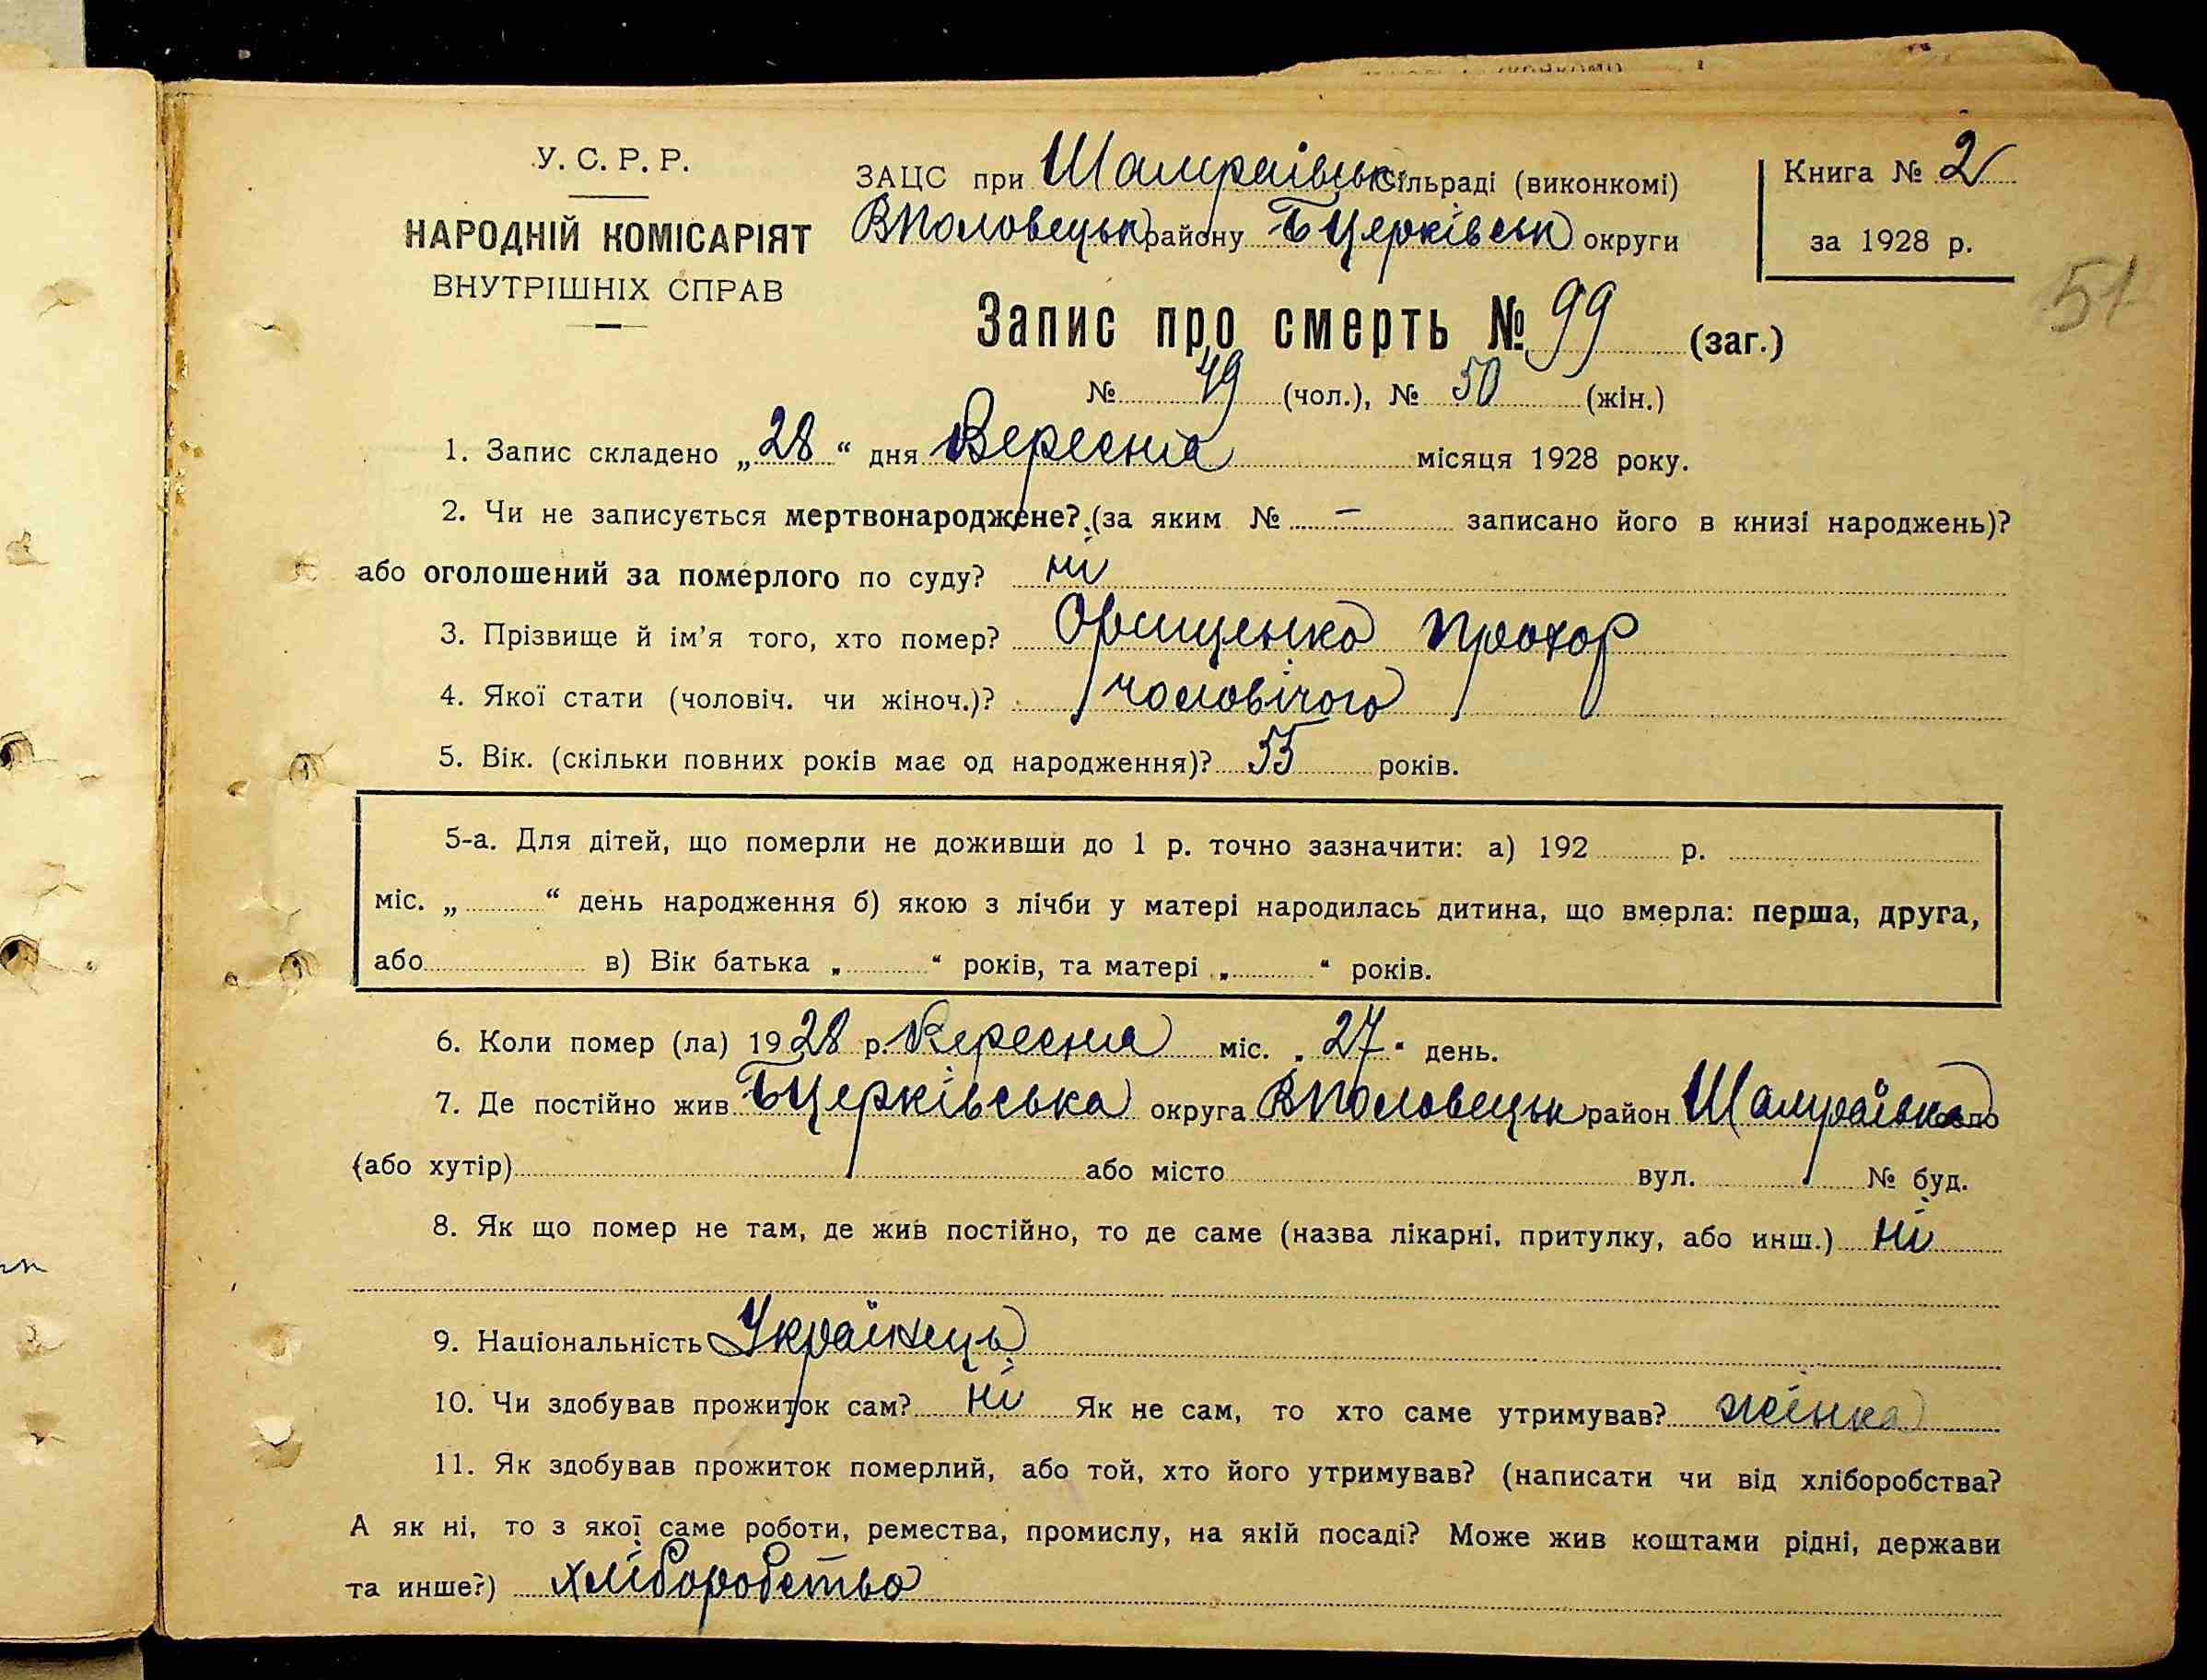 У. С. Р. Р.
НАРОДНІЙ КОМІСАРІЯТ
ВНУТРІШНІХ СПРАВ
ЗАЦС при Шамраївськ сільраді (виконкомі)
ВПоловецьк району БЦерківськ округи
Книга № 2
за 1928 р.
51
Запис про смерть № 99 (заг.)
№ 49 (чол.), № 50 (жін.)
1. Запис складено „28“ дня Вересня місяця 1928 року.
2. Чи не записується мертвонароджене? (за яким № — записано його в книзі народжень)?
або оголошений за померлого по суду? ні
3. Прізвище й ім'я того, хто помер? Орищенко Прохор
4. Якої стати (чоловіч. чи жіноч.)? чоловічого
5. Вік. (скільки повних років має од народження)? 55 років.
5-а. Для дітей, що померли не доживши до 1 р. точно зазначити: а) 192 р.
міс. „ “ день народження б) якою з лічби у матері народилась дитина, що вмерла: перша, друга,
або в) Вік батька „ “ років, та матері „ “ років.
6. Коли помер (ла) 1928 р. Вересня міс. „27“ день.
7. Де постійно жив БЦерківська округа ВПоловецьк район Шамраївка село
(або хутір) або місто вул. № буд.
8. Як що помер не там, де жив постійно, то де саме (назва лікарні, притулку, або инш.) ні
9. Національність Українець
10. Чи здобував прожиток сам? ні Як не сам, то хто саме утримував? жінка
11. Як здобував прожиток померлий, або той, хто його утримував? (написати чи від хліборобства?
А як ні, то з якої саме роботи, ремества, промислу, на якій посаді? Може жив коштами рідні, держави
та инше?) хліборобство